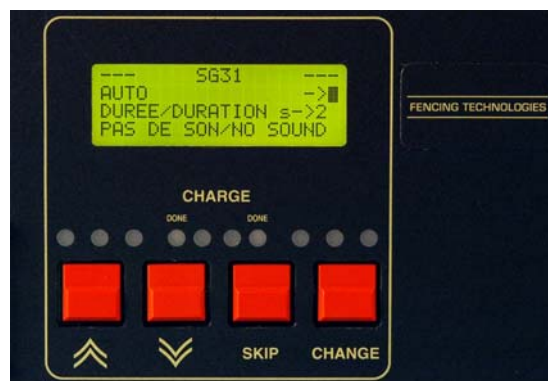 --- SG31 ---
AUTO ->
DUREE/DURATION s->2
PAS DE SON/NO SOUND
FENCING TECHNOLOGIES
CHARGE
DONE DONE
SKIP CHANGE